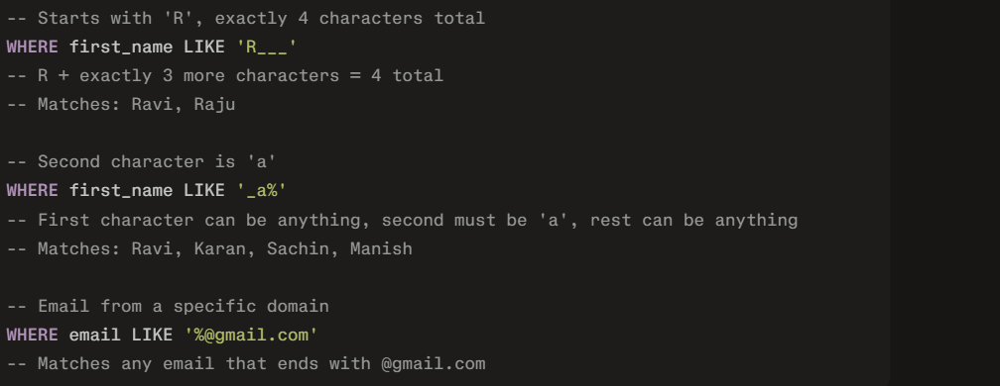 -- Starts with 'R', exactly 4 characters total
WHERE first_name LIKE 'R___'
-- R + exactly 3 more characters = 4 total
-- Matches: Ravi, Raju
-- Second character is 'a'
WHERE first_name LIKE '_a%'
-- First character can be anything, second must be 'a', rest can be anything
-- Matches: Ravi, Karan, Sachin, Manish
-- Email from a specific domain
WHERE email LIKE '%@gmail.com'
-- Matches any email that ends with @gmail.com